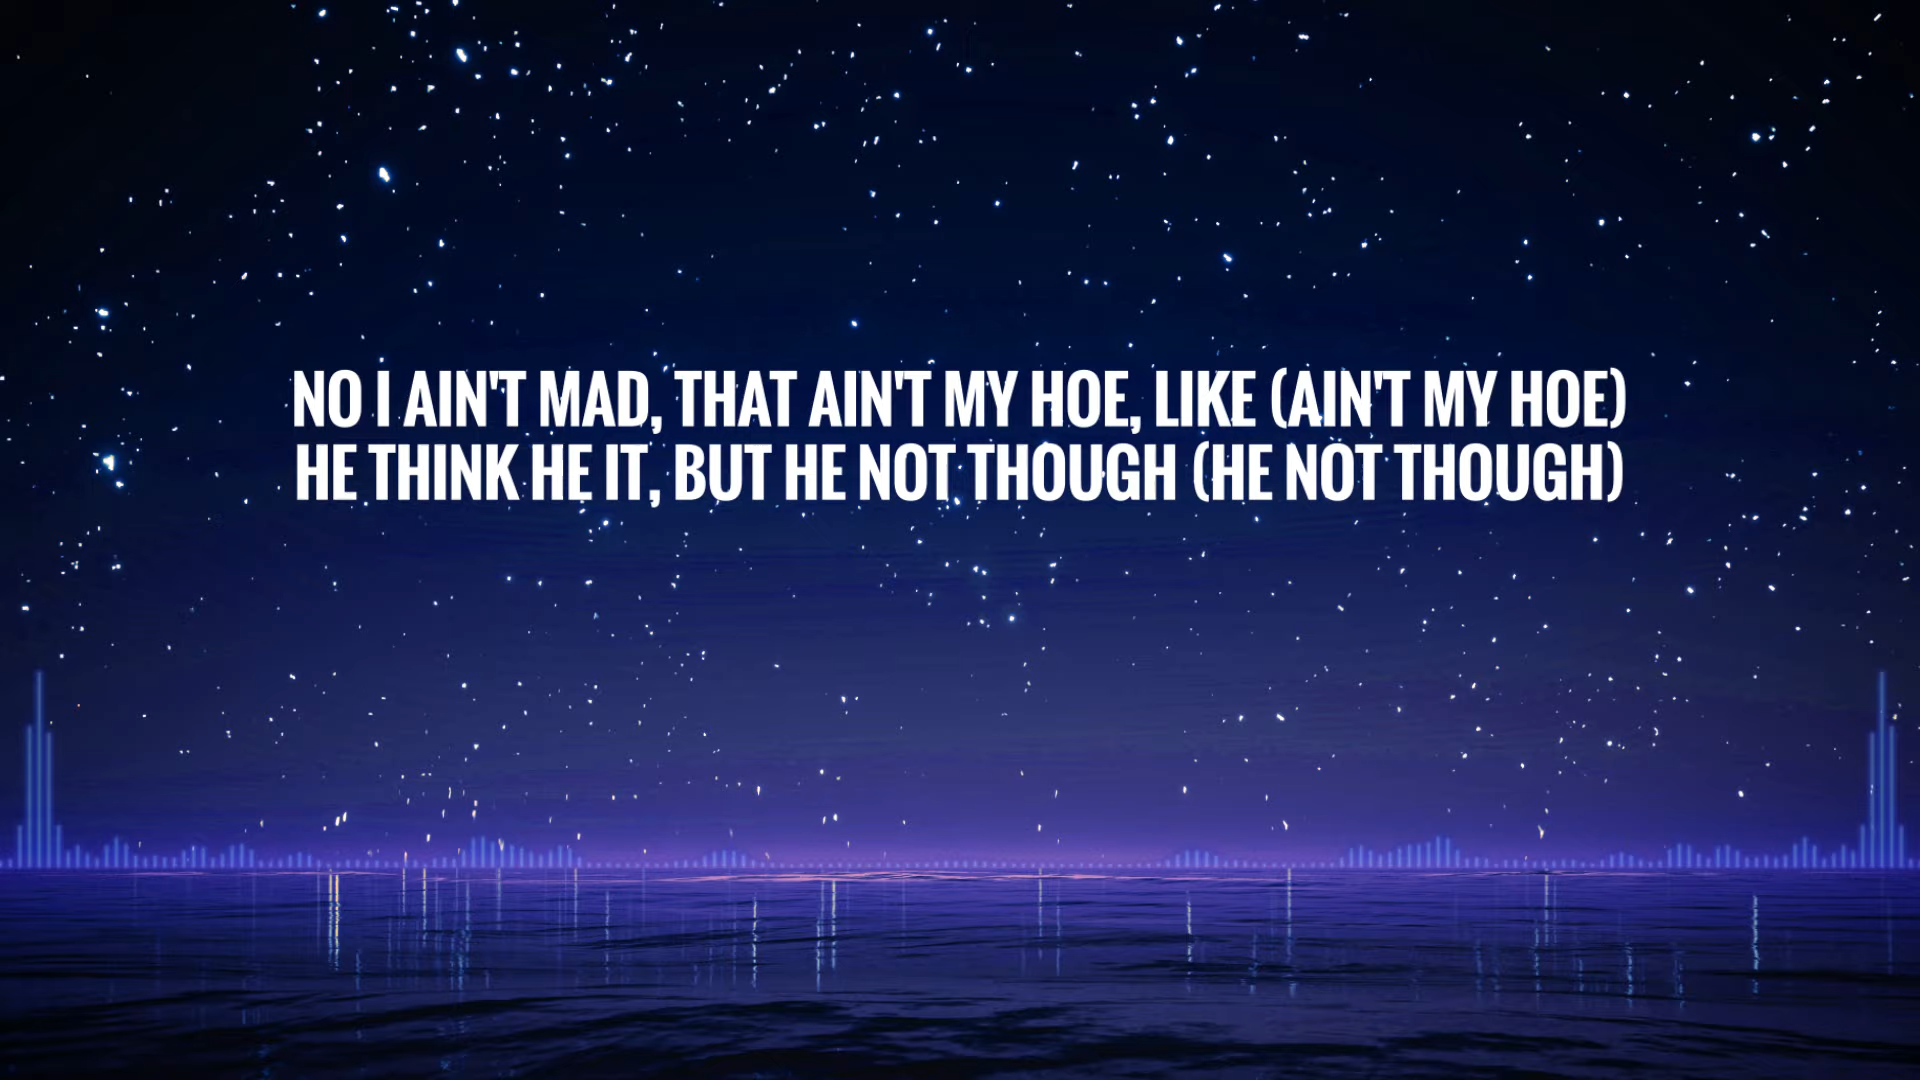 NO I AIN'T MAD, THAT AIN'T MY HOE, LIKE (AIN'T MY HOE)
HE THINK HE IT, BUT HE NOT THOUGH (HE NOT THOUGH)